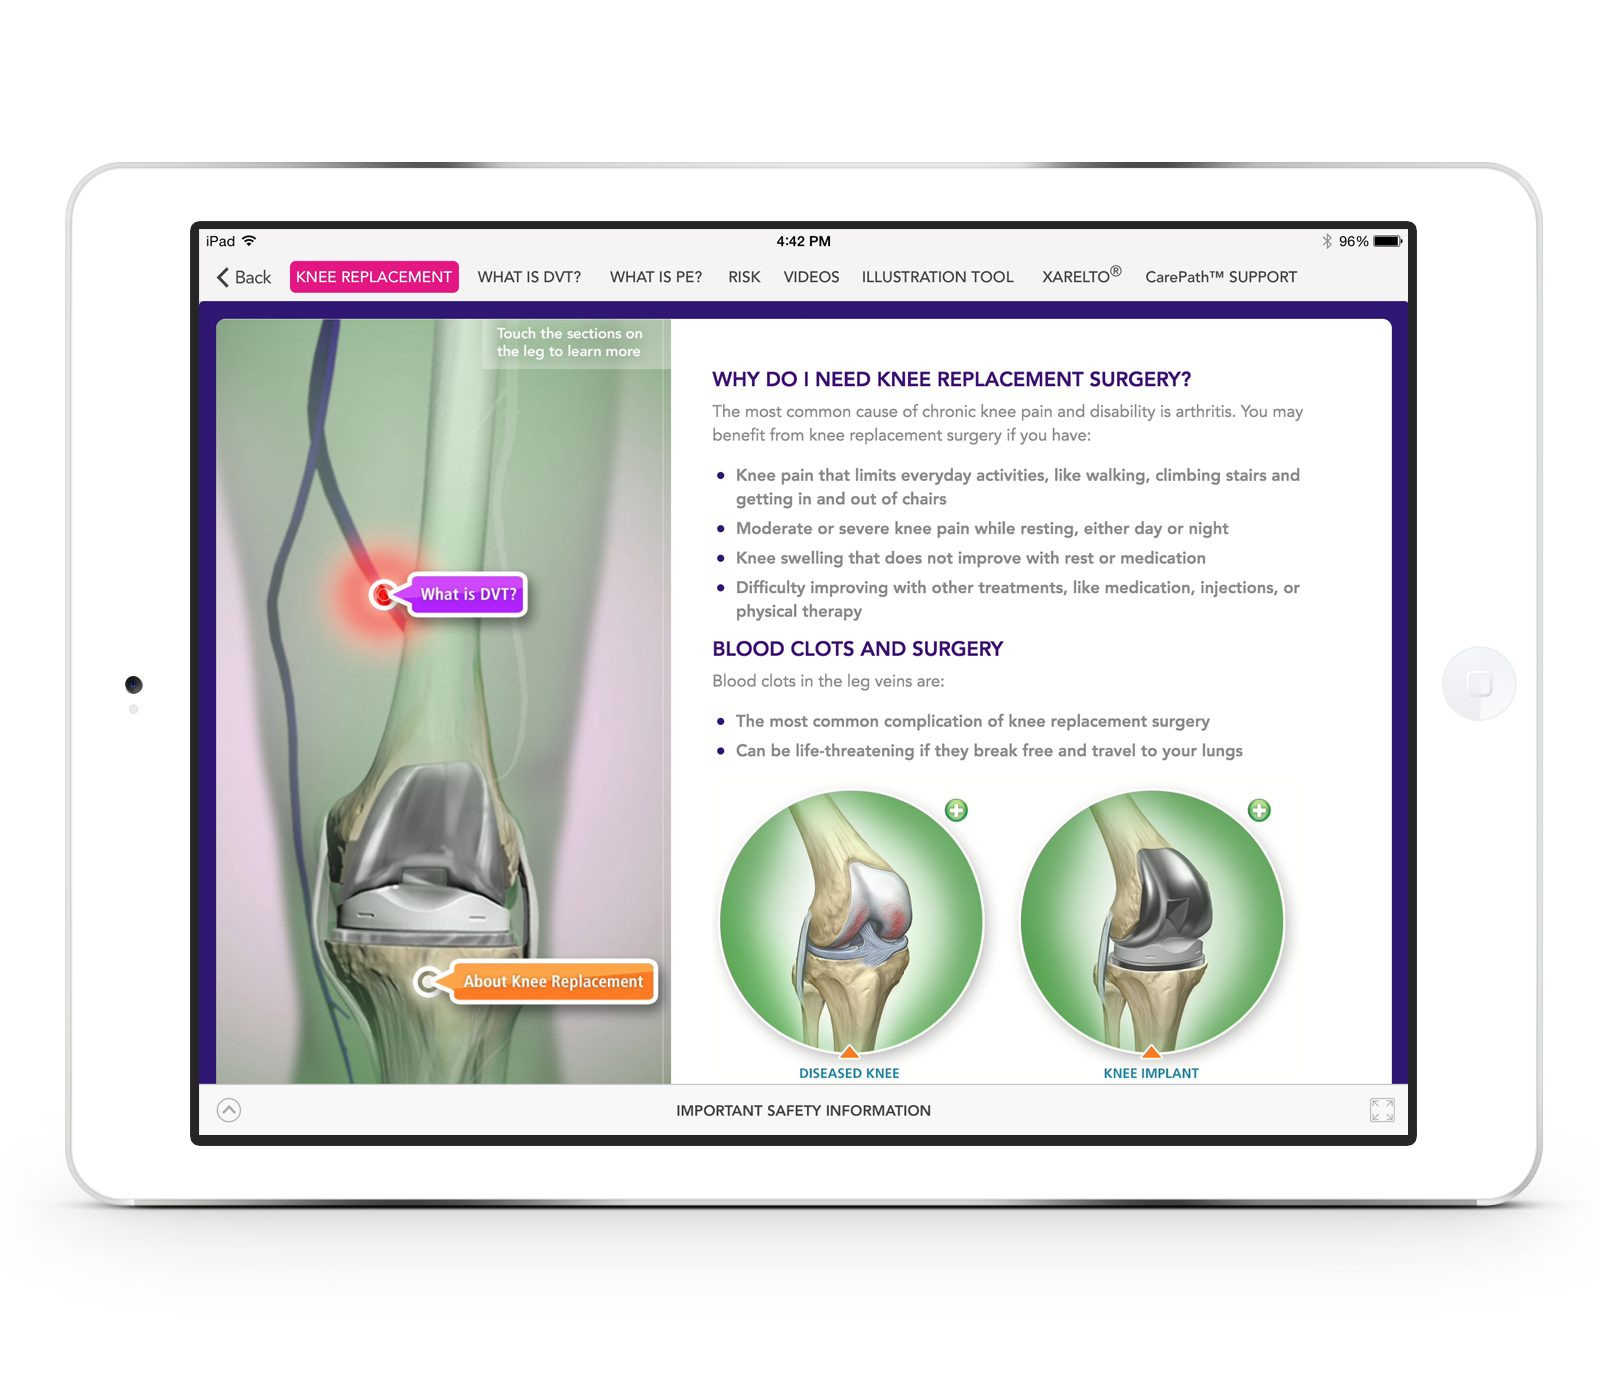 iPad
4:42 PM
96%
Back
KNEE REPLACEMENT
WHAT IS DVT?
WHAT IS PE?
RISK
VIDEOS
ILLUSTRATION TOOL
XARELTO®
CarePath™ SUPPORT
Touch the sections on
the leg to learn more
What is DVT?
About Knee Replacement
WHY DO I NEED KNEE REPLACEMENT SURGERY?
The most common cause of chronic knee pain and disability is arthritis. You may
benefit from knee replacement surgery if you have:
• Knee pain that limits everyday activities, like walking, climbing stairs and
getting in and out of chairs
• Moderate or severe knee pain while resting, either day or night
• Knee swelling that does not improve with rest or medication
• Difficulty improving with other treatments, like medication, injections, or
physical therapy
BLOOD CLOTS AND SURGERY
Blood clots in the leg veins are:
• The most common complication of knee replacement surgery
• Can be life-threatening if they break free and travel to your lungs
DISEASED KNEE
KNEE IMPLANT
IMPORTANT SAFETY INFORMATION